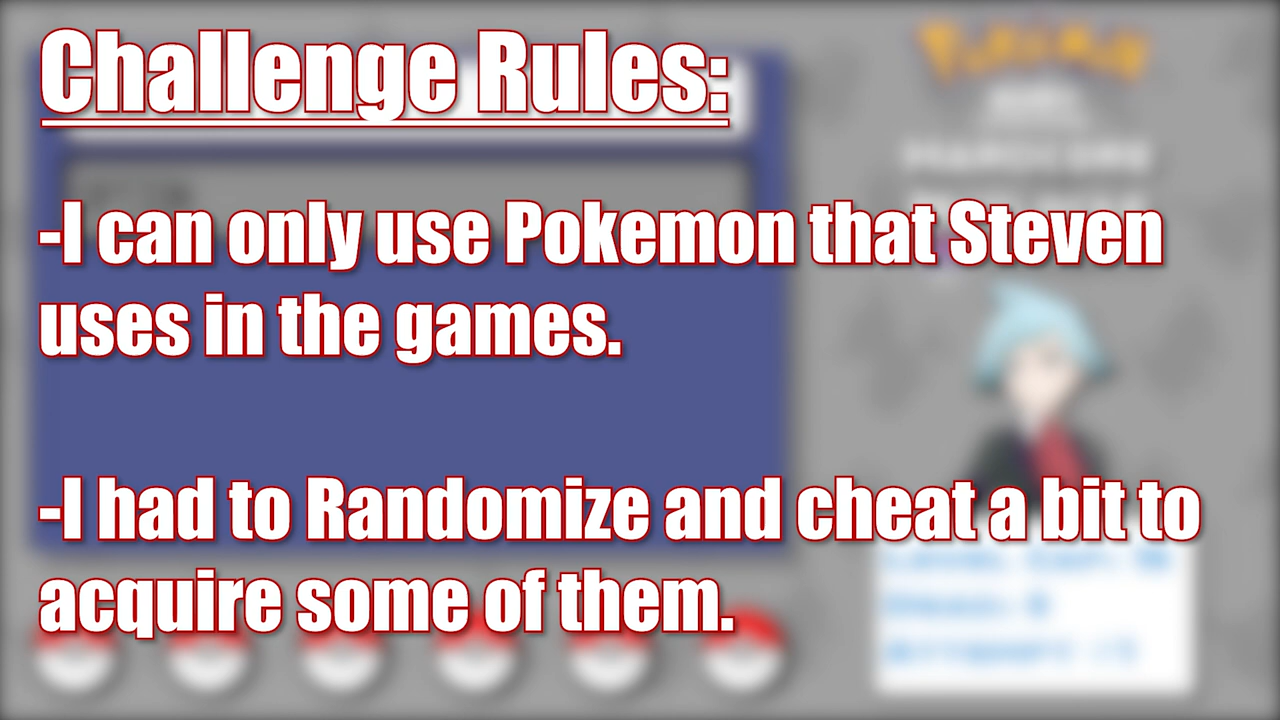 Challenge Rules:
-I can only use Pokemon that Steven
uses in the games.
-I had to Randomize and cheat a bit to
acquire some of them.